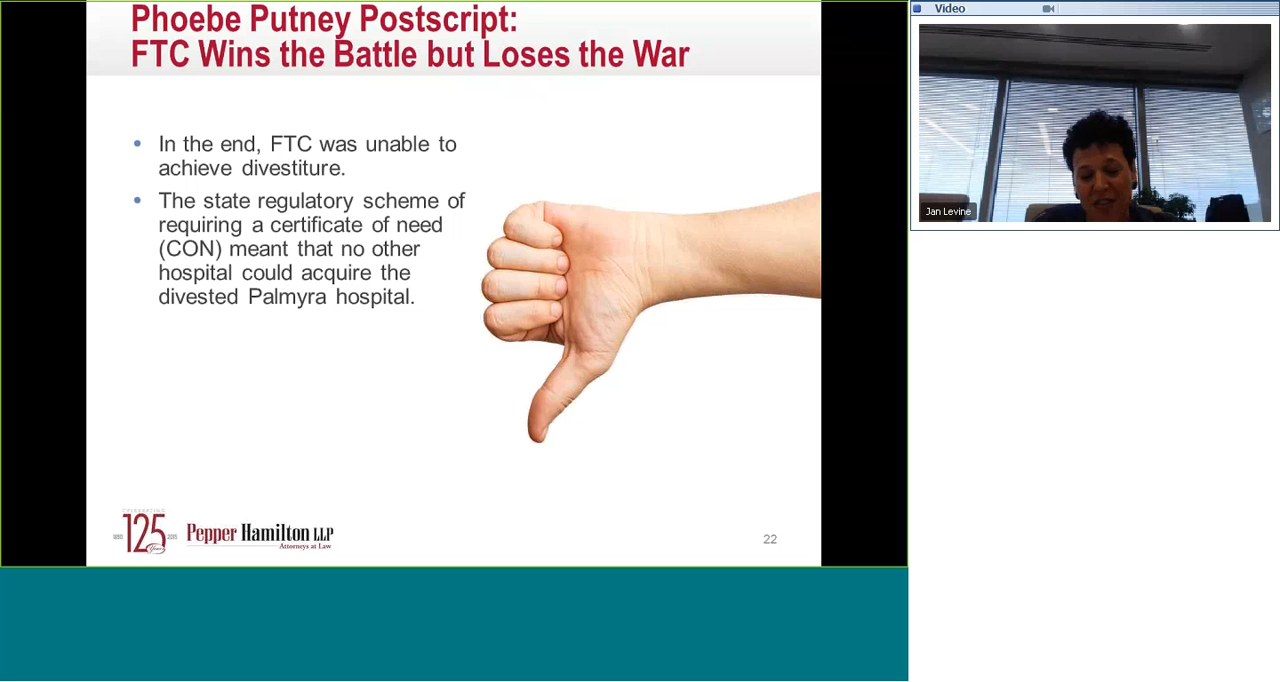 Phoebe Putney Postscript:
FTC Wins the Battle but Loses the War
• In the end, FTC was unable to
achieve divestiture.
• The state regulatory scheme of
requiring a certificate of need
(CON) meant that no other
hospital could acquire the
divested Palmyra hospital.
CELEBRATING
125
Years
Pepper Hamilton LLP
Attorneys at Law
22
Video
Jan Levine